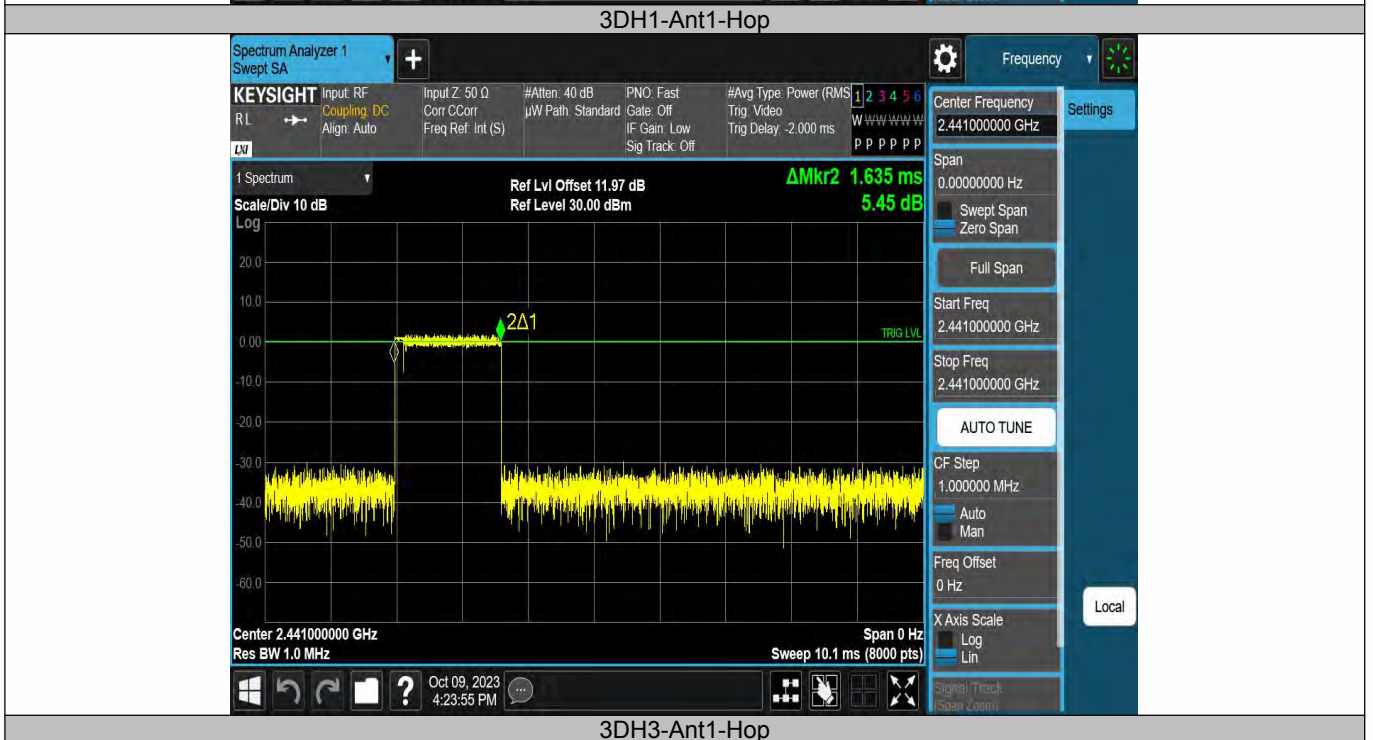 3DH1-Ant1-Hop
Spectrum Analyzer 1
Swept SA
+
Frequency
KEYSIGHT
RL
LXI
Input: RF
Coupling: DC
Align: Auto
Input Z: 50 Ω
Corr CCorr
Freq Ref: Int (S)
#Atten: 40 dB
µW Path: Standard
PNO: Fast
Gate: Off
IF Gain: Low
Sig Track: Off
#Avg Type: Power (RMS
Trig: Video
Trig Delay: -2.000 ms
1 2 3 4 5 6
W W W W W W
P P P P P P
Center Frequency
2.441000000 GHz
Settings
1 Spectrum
Scale/Div 10 dB
Log
Ref Lvl Offset 11.97 dB
Ref Level 30.00 dBm
ΔMkr2 1.635 ms
5.45 dB
Span
0.00000000 Hz
Swept Span
Zero Span
Full Span
Start Freq
2.441000000 GHz
Stop Freq
2.441000000 GHz
AUTO TUNE
CF Step
1.000000 MHz
Auto
Man
Freq Offset
0 Hz
X Axis Scale
Log
Lin
Signal Track
(Span Zoom)
Local
20.0
10.0
2Δ1
TRIG LVL
0.00
-10.0
-20.0
-30.0
-40.0
-50.0
-60.0
Center 2.441000000 GHz
Res BW 1.0 MHz
Span 0 Hz
Sweep 10.1 ms (8000 pts)
?
Oct 09, 2023
4:23:55 PM
3DH3-Ant1-Hop